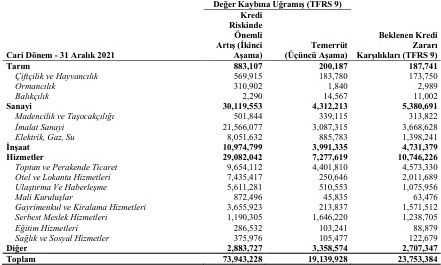 Değer Kaybına Uğramış (TFRS 9)
Kredi
Riskinde
Önemli
Artış (İkinci Temerrüt Beklenen Kredi Zararı
Cari Dönem - 31 Aralık 2021 Aşama) (Üçüncü Aşama) Karşılıkları (TFRS 9)
Tarım 883,107 200,187 187,741
Çiftçilik ve Hayvancılık 569,915 183,780 173,750
Ormancılık 310,902 1,840 2,989
Balıkçılık 2,290 14,567 11,002
Sanayi 30,119,553 4,312,213 5,380,691
Madencilik ve Taşocakçılığı 501,844 339,115 313,822
İmalat Sanayi 21,566,077 3,087,315 3,668,628
Elektrik, Gaz, Su 8,051,632 885,783 1,398,241
İnşaat 10,974,799 3,991,335 4,731,379
Hizmetler 29,082,042 7,277,619 10,746,226
Toptan ve Perakende Ticaret 9,654,112 4,401,810 4,573,330
Otel ve Lokanta Hizmetleri 7,435,417 250,646 2,011,689
Ulaştırma Ve Haberleşme 5,611,281 510,553 1,075,956
Mali Kuruluşlar 872,496 45,835 63,476
Gayrimenkul ve Kiralama Hizmetleri 3,655,923 213,837 1,571,512
Serbest Meslek Hizmetleri 1,190,305 1,646,220 1,238,705
Eğitim Hizmetleri 286,532 103,241 88,879
Sağlık ve Sosyal Hizmetler 375,976 105,477 122,679
Diğer 2,883,727 3,358,574 2,707,347
Toplam 73,943,228 19,139,928 23,753,384